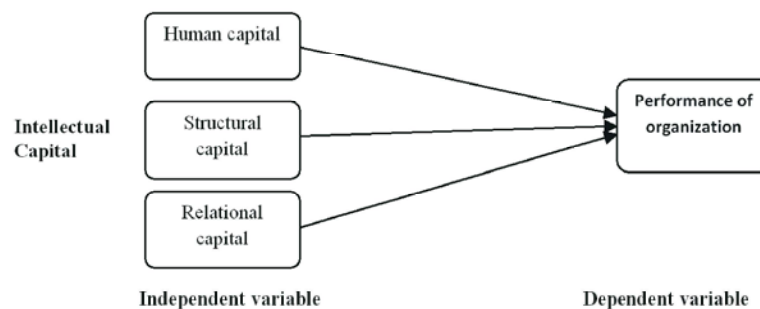 Human capital
Structural
capital
Relational
capital
Intellectual
Capital
Performance of
organization
Independent variable
Dependent variable